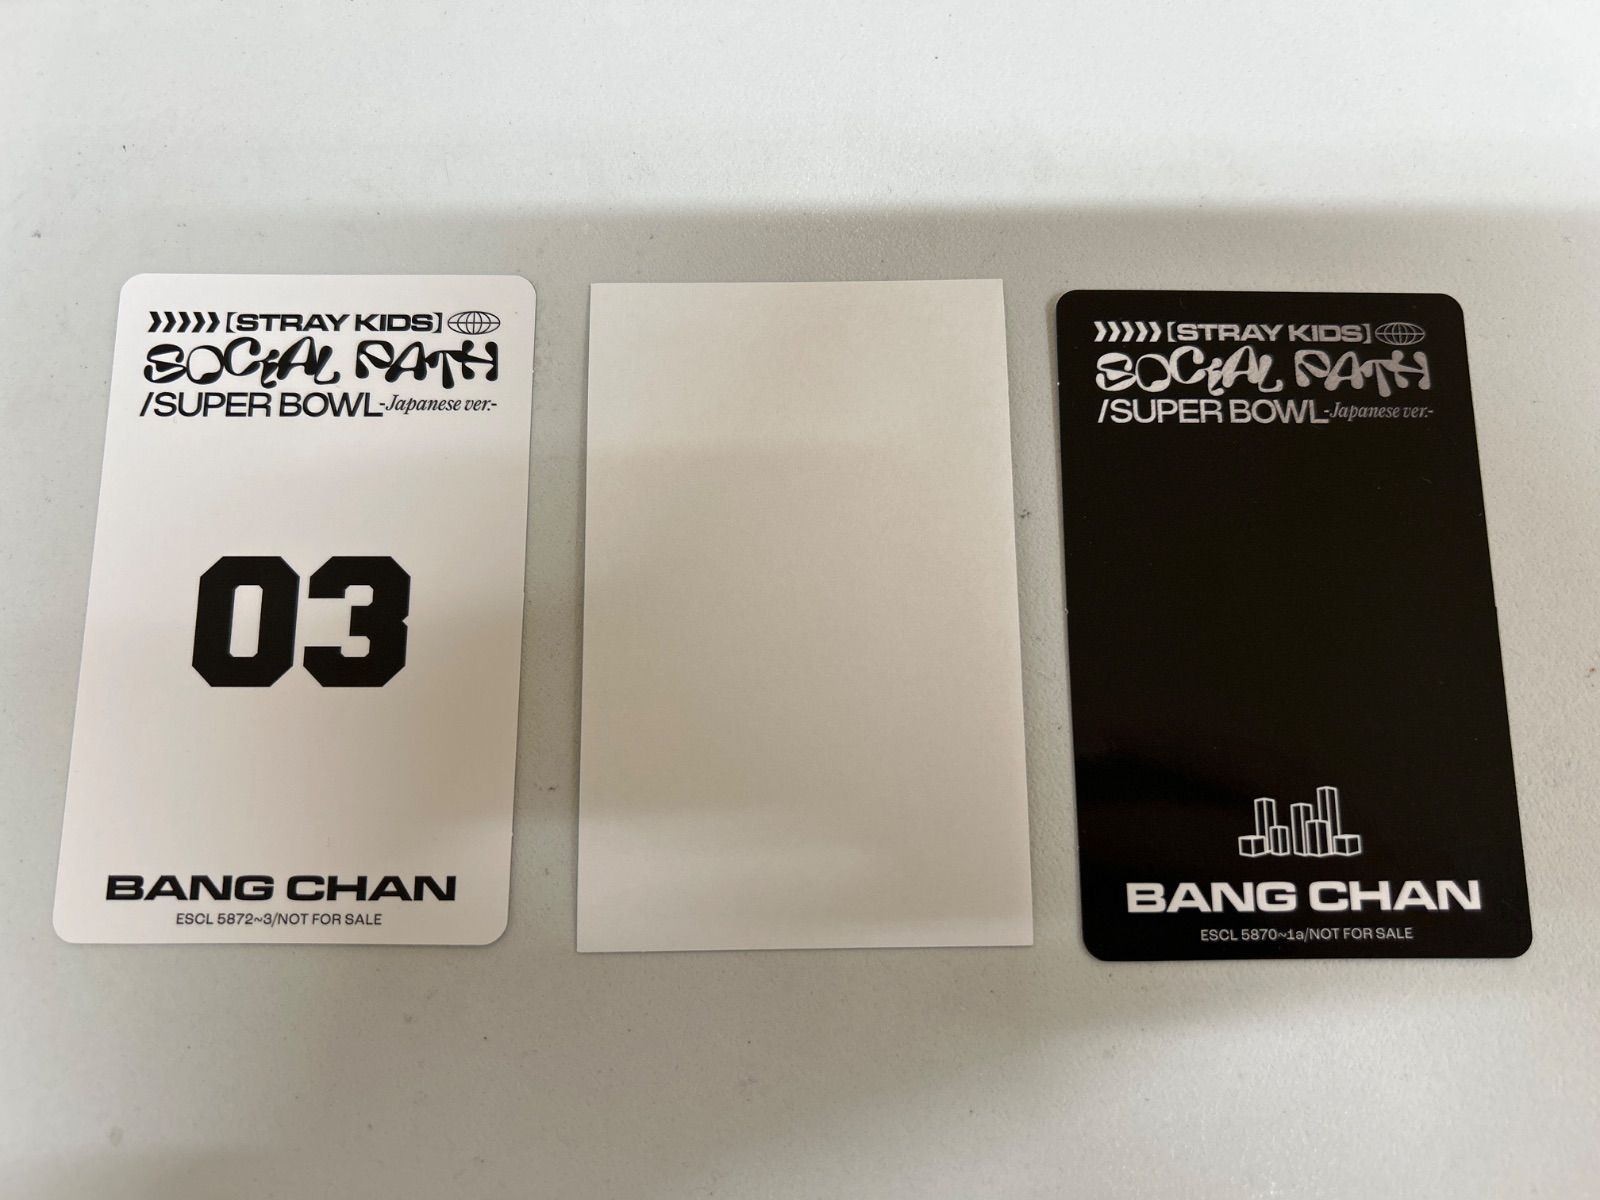 ❯❯❯❯❯[STRAY KIDS]
SOCIAL PATH
/SUPER BOWL-Japanese ver.-
03
BANG CHAN
ESCL 5872~3/NOT FOR SALE
❯❯❯❯❯[STRAY KIDS]
SOCIAL PATH
/SUPER BOWL-Japanese ver.-
BANG CHAN
ESCL 5870~1a/NOT FOR SALE